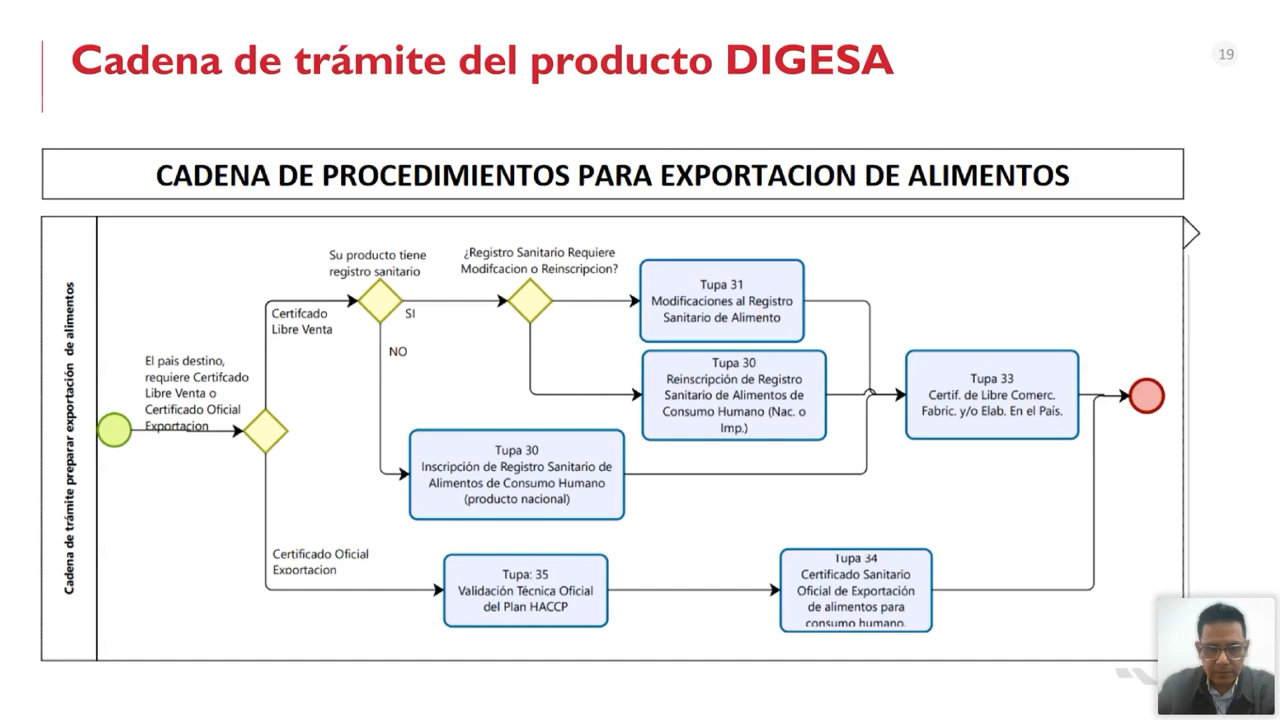 Cadena de trámite del producto DIGESA
19
CADENA DE PROCEDIMIENTOS PARA EXPORTACION DE ALIMENTOS
Cadena de trámite preparar exportación de alimentos
El pais destino,
requiere Certifcado
Libre Venta o
Certificado Oficial
Exportacion
Certifcado
Libre Venta
Su producto tiene
registro sanitario
SI
NO
¿Registro Sanitario Requiere
Modifcacion o Reinscripcion?
Tupa 31
Modificaciones al Registro
Sanitario de Alimento
Tupa 30
Reinscripción de Registro
Sanitario de Alimentos de
Consumo Humano (Nac. o
Imp.)
Tupa 30
Inscripción de Registro Sanitario de
Alimentos de Consumo Humano
(producto nacional)
Tupa 33
Certif. de Libre Comerc.
Fabric. y/o Elab. En el País.
Certificado Oficial
Exportacion
Tupa: 35
Validación Técnica Oficial
del Plan HACCP
Tupa 34
Certificado Sanitario
Oficial de Exportación
de alimentos para
consumo humano.